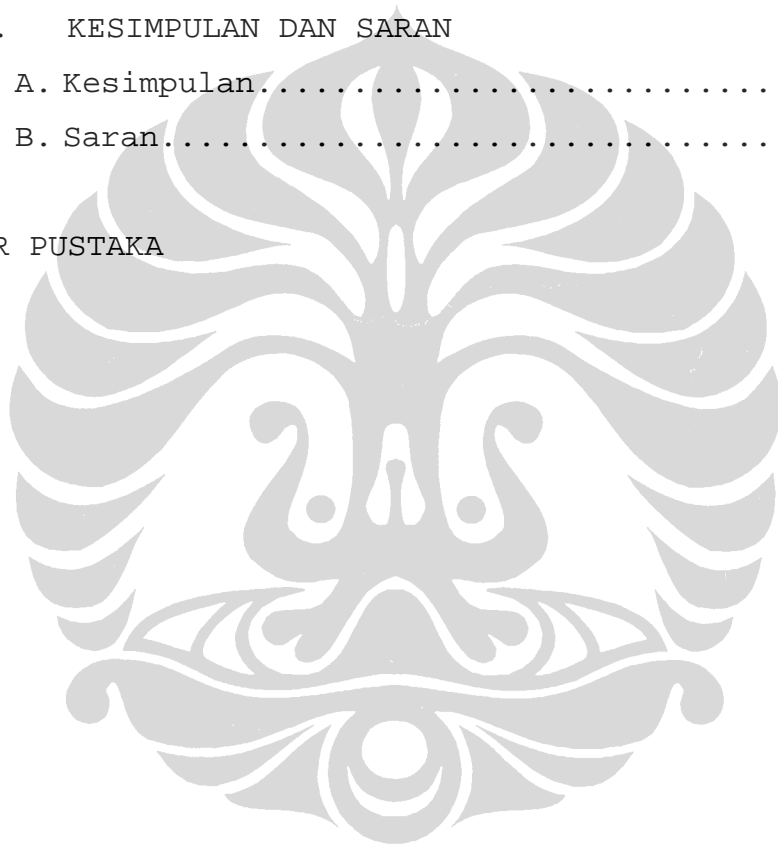 . KESIMPULAN DAN SARAN
A. Kesimpulan................................
B. Saran......................................
R PUSTAKA